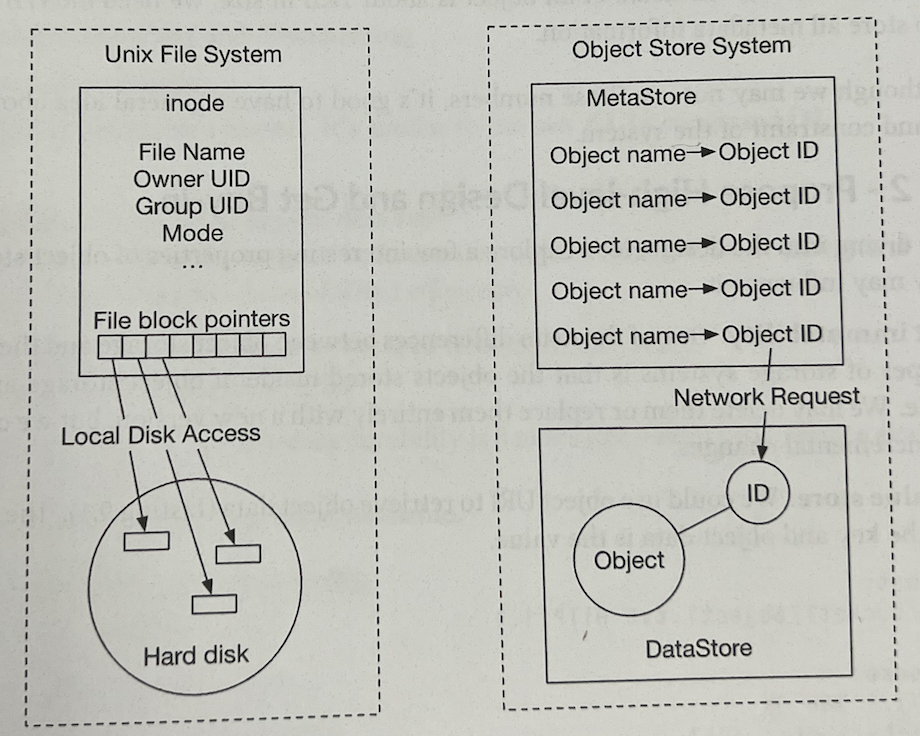 Unix File System
inode
File Name
Owner UID
Group UID
Mode
...
File block pointers
Local Disk Access
Hard disk
Object Store System
MetaStore
Object name Object ID
Object name Object ID
Object name Object ID
Object name Object ID
Object name Object ID
Network Request
ID
Object
DataStore